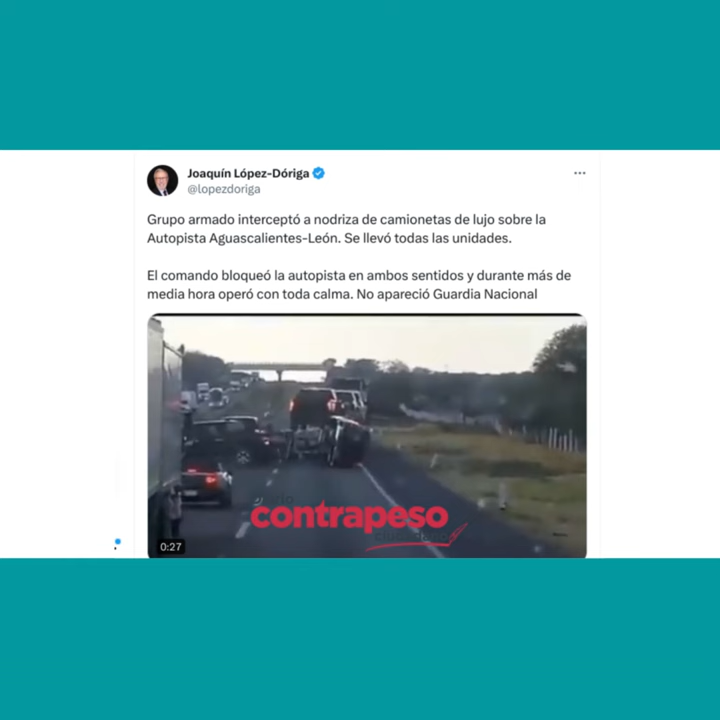 Joaquín López-Dóriga
@lopezdoriga
Grupo armado interceptó a nodriza de camionetas de lujo sobre la
Autopista Aguascalientes-León. Se llevó todas las unidades.
El comando bloqueó la autopista en ambos sentidos y durante más de
media hora operó con toda calma. No apareció Guardia Nacional
contrapeso
ciudadano
0:27